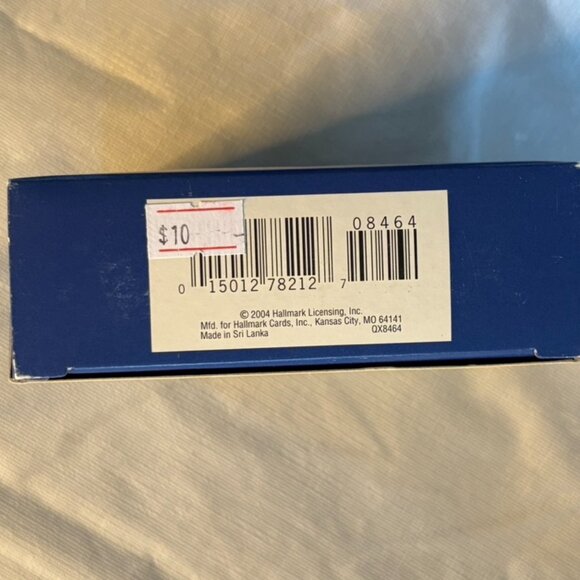 $10
08464
0 15012 78212 7
© 2004 Hallmark Licensing, Inc.
Mfd. for Hallmark Cards, Inc., Kansas City, MO 64141
Made in Sri Lanka QX8464